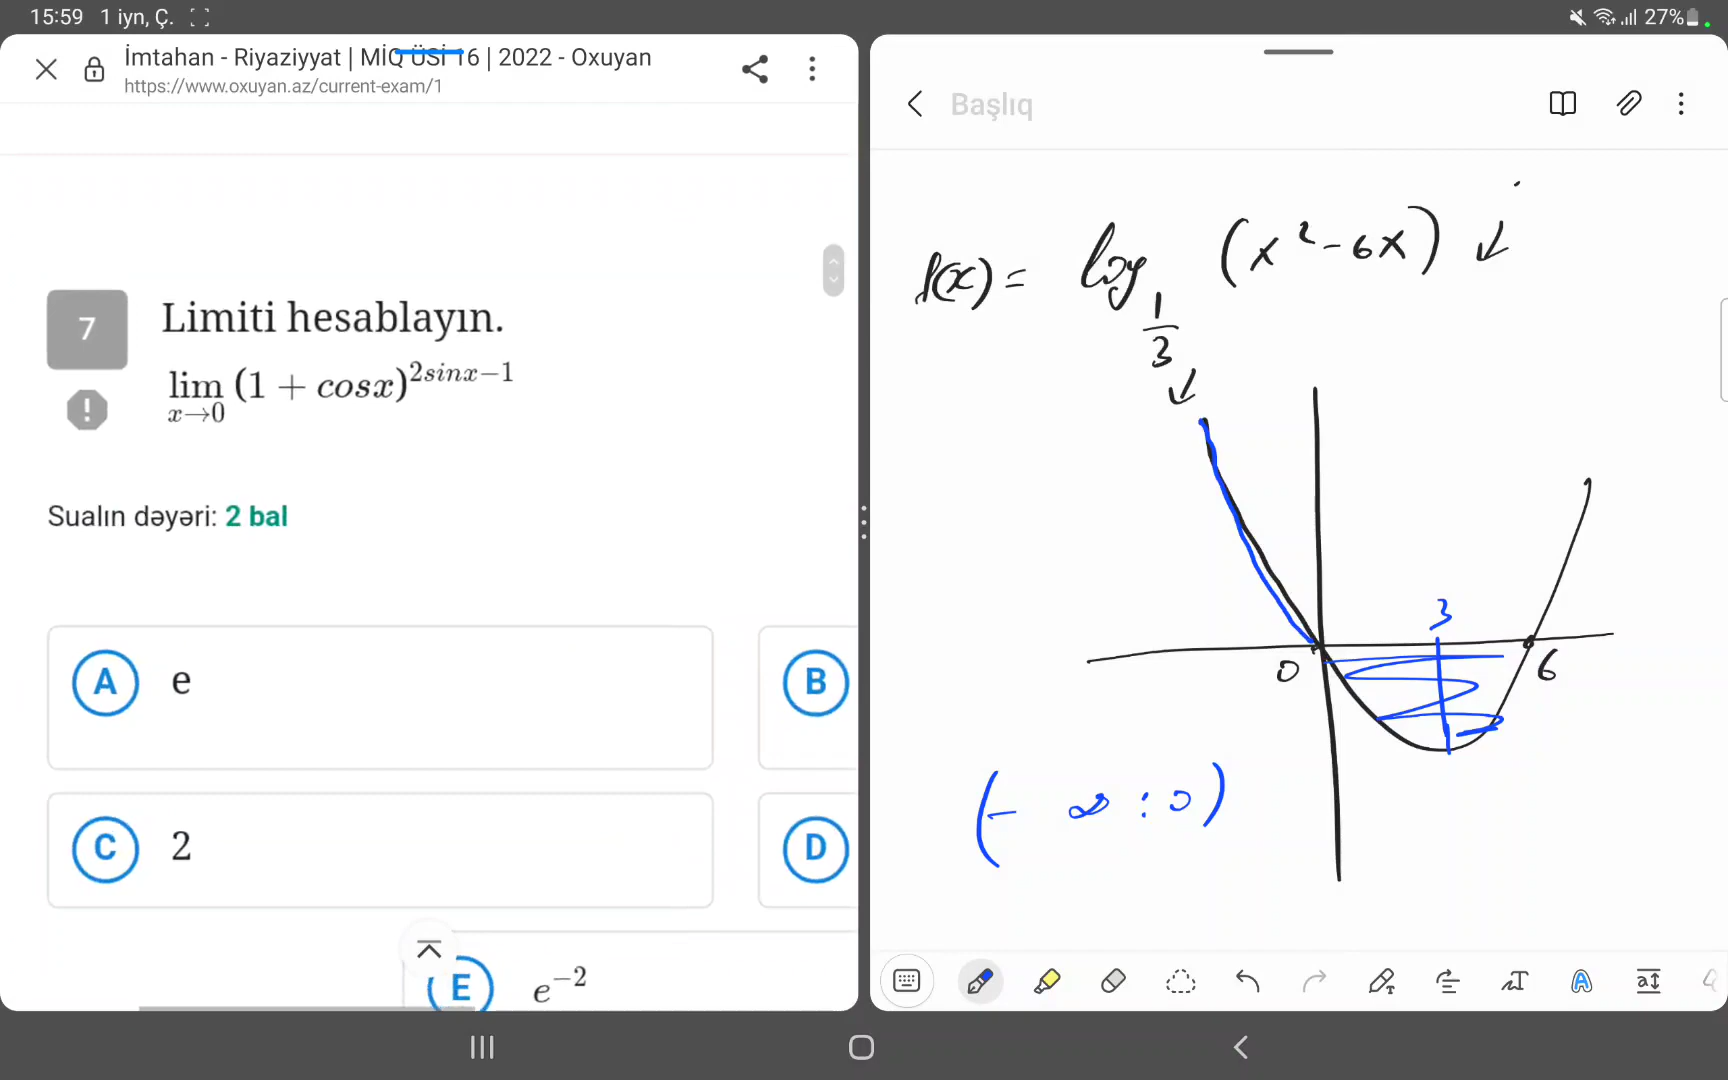 15:59 1 iyn, Ç. 27%
İmtahan - Riyaziyyat | MİQ ÜSİ 16 | 2022 - Oxuyan
https://www.oxuyan.az/current-exam/1
7
Limiti hesablayın.
lim x→0 (1 + cosx)^{2sinx−1}
Sualın dəyəri: 2 bal
A e
B
C 2
D
E e^{−2}
Başlıq
f(x) = log_{1/3} (x² - 6x) ↓
↓
3
0 6
(- ∞ : 0)